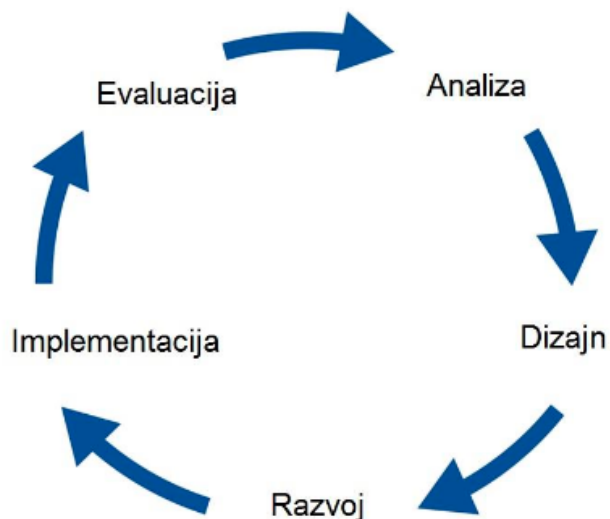 Evaluacija
Analiza
Dizajn
Razvoj
Implementacija